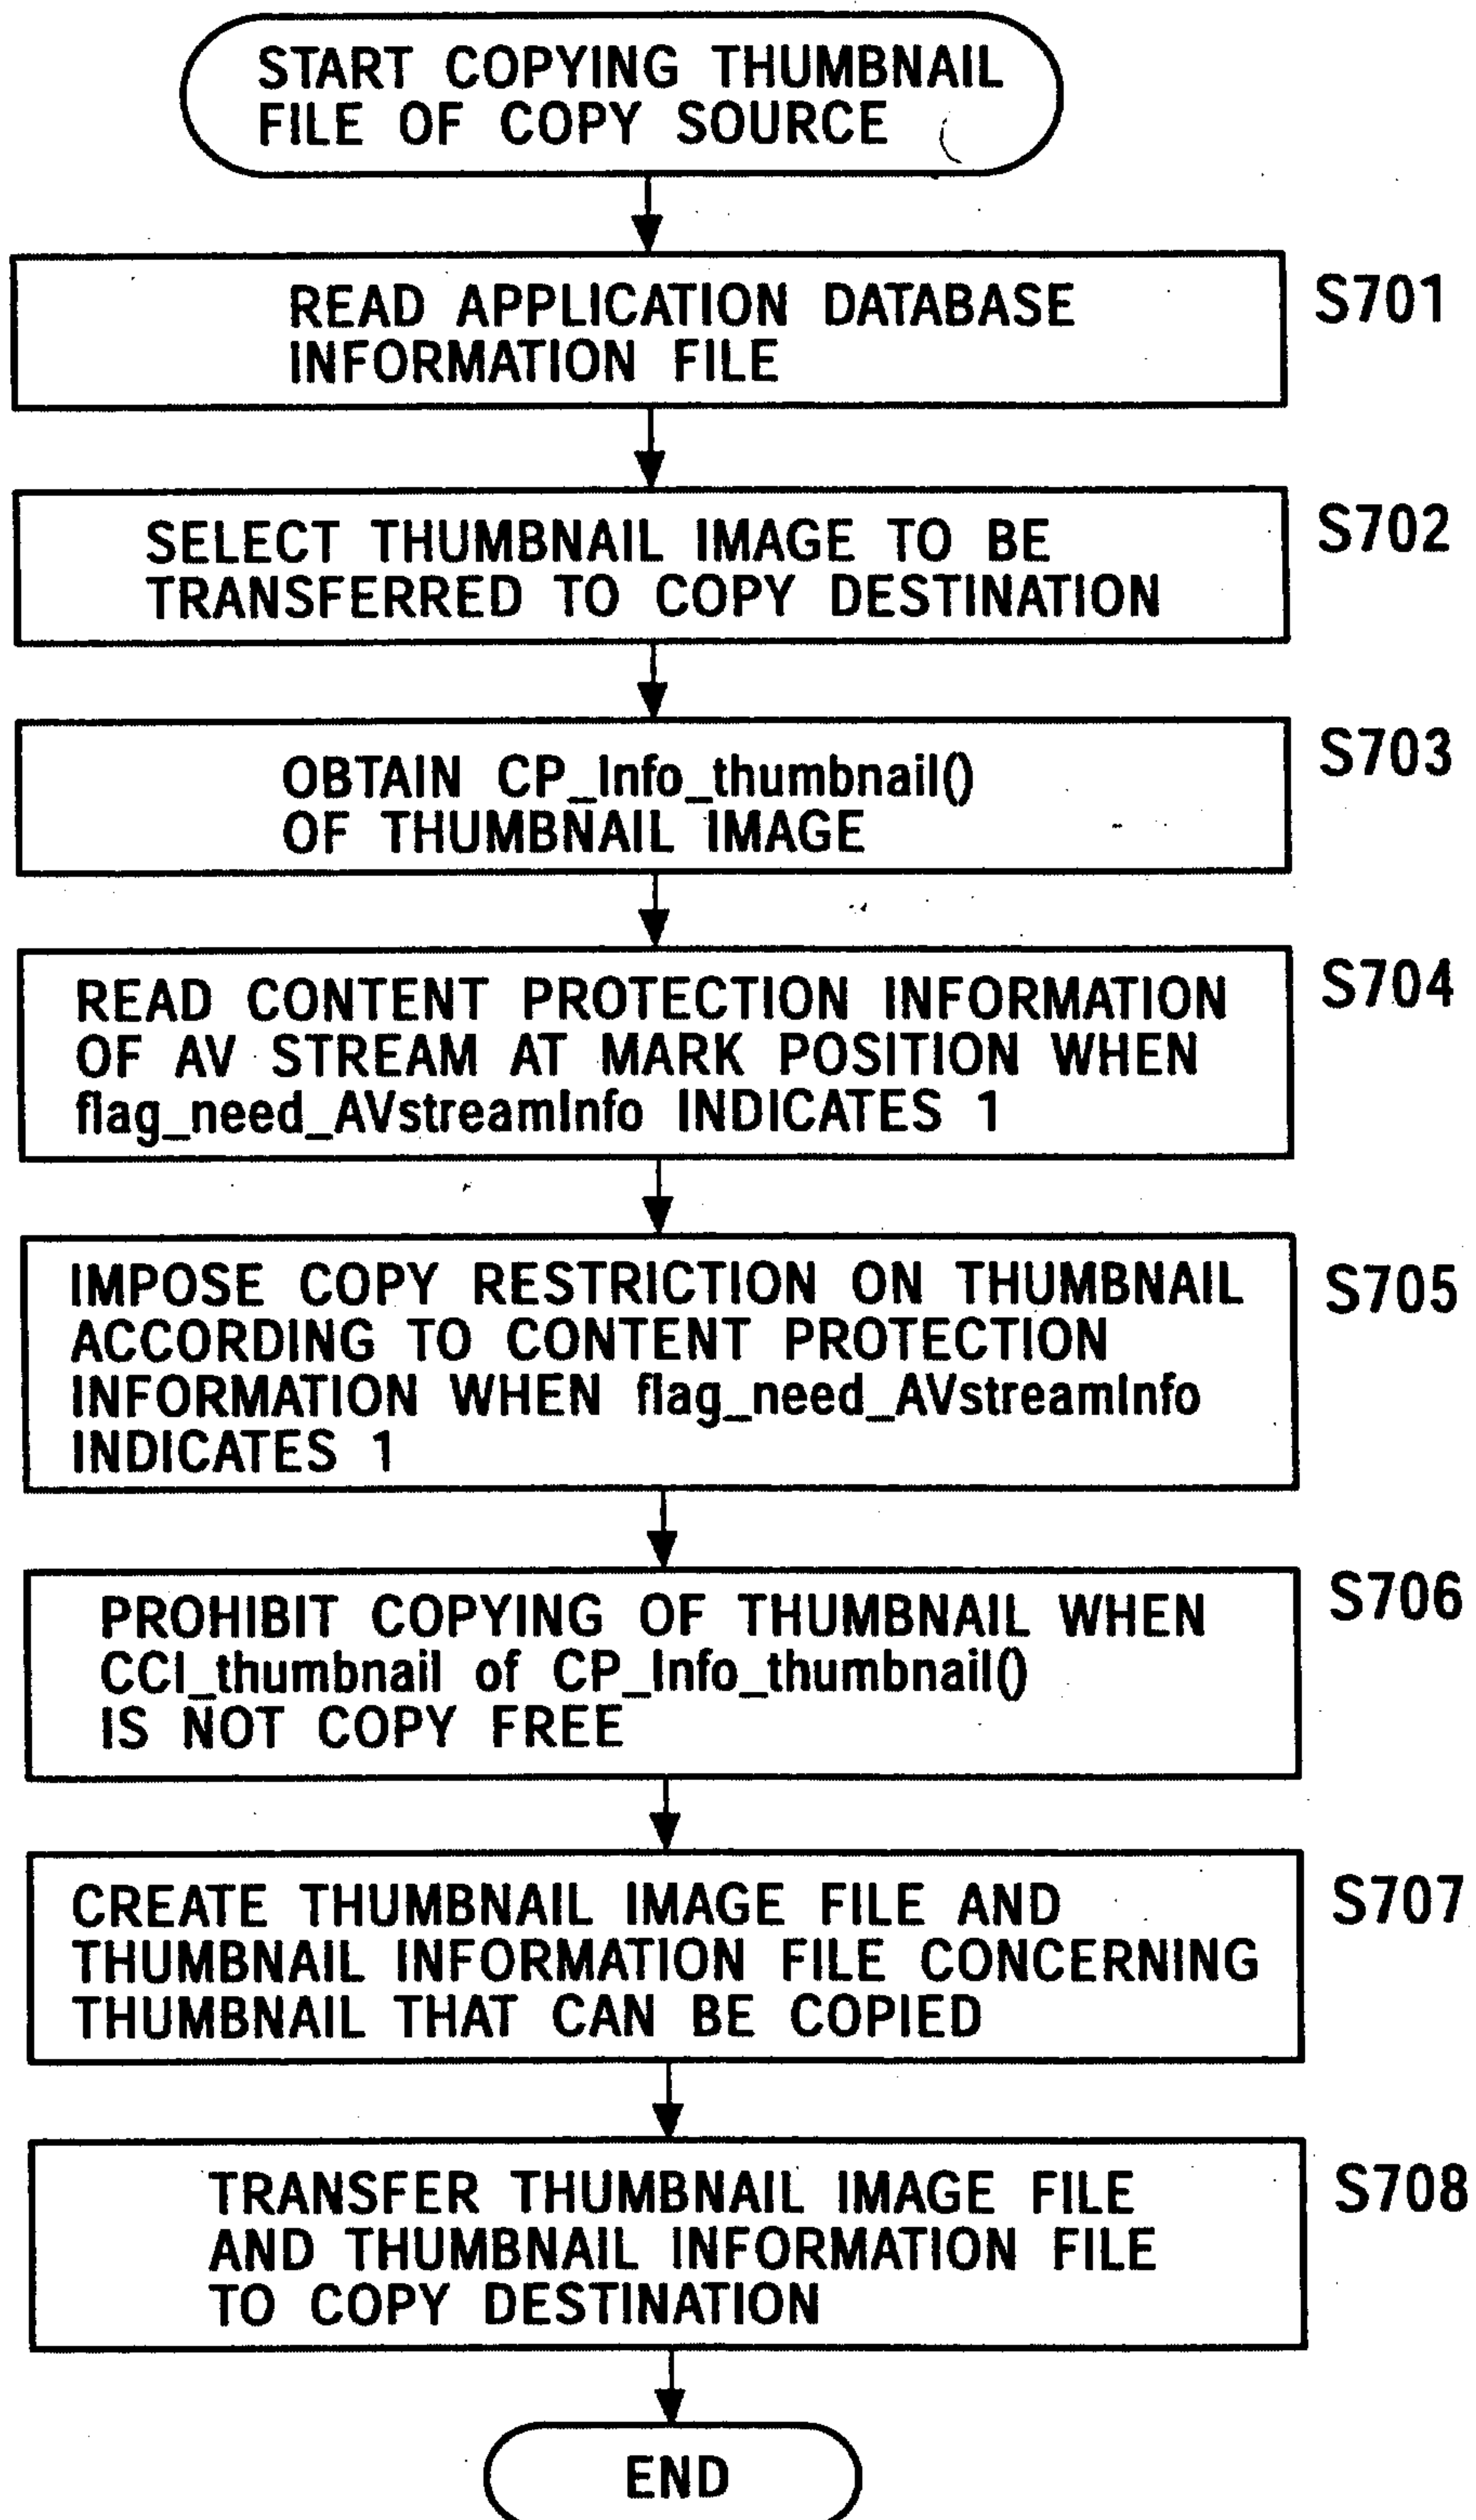 START COPYING THUMBNAIL
FILE OF COPY SOURCE
READ APPLICATION DATABASE
INFORMATION FILE
S701
SELECT THUMBNAIL IMAGE TO BE
TRANSFERRED TO COPY DESTINATION
S702
OBTAIN CP_Info_thumbnail()
OF THUMBNAIL IMAGE
S703
READ CONTENT PROTECTION INFORMATION
OF AV STREAM AT MARK POSITION WHEN
flag_need_AVstreamInfo INDICATES 1
S704
IMPOSE COPY RESTRICTION ON THUMBNAIL
ACCORDING TO CONTENT PROTECTION
INFORMATION WHEN flag_need_AVstreamInfo
INDICATES 1
S705
PROHIBIT COPYING OF THUMBNAIL WHEN
CCI_thumbnail of CP_Info_thumbnail()
IS NOT COPY FREE
S706
CREATE THUMBNAIL IMAGE FILE AND
THUMBNAIL INFORMATION FILE CONCERNING
THUMBNAIL THAT CAN BE COPIED
S707
TRANSFER THUMBNAIL IMAGE FILE
AND THUMBNAIL INFORMATION FILE
TO COPY DESTINATION
S708
END